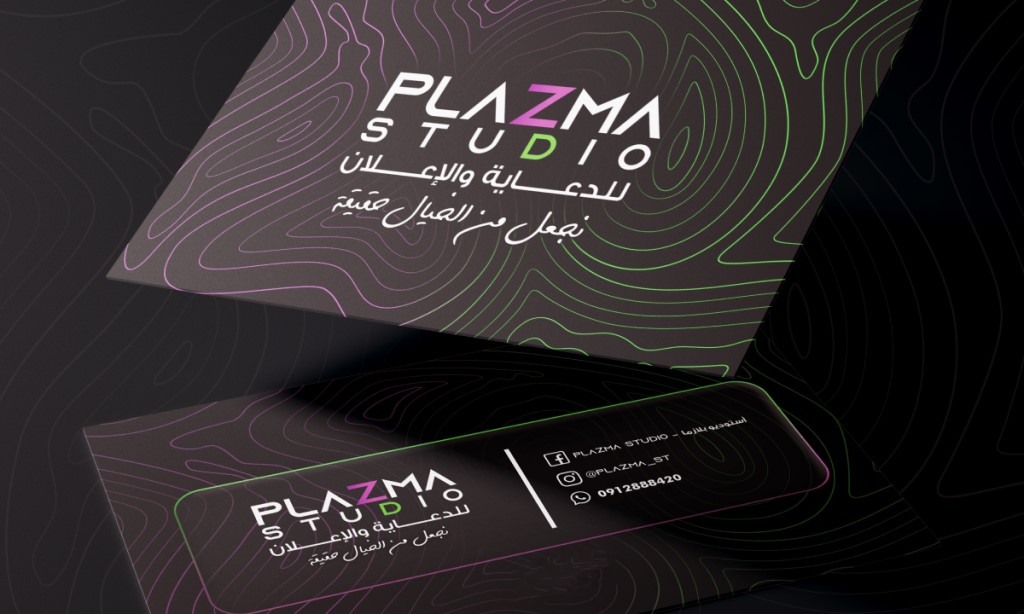 PLAZMA
STUDIO
للدعاية والإعلان
نجعل من الخيال حقيقة
PLAZMA
STUDIO
للدعاية والإعلان
نجعل من الخيال حقيقة
PLAZMA STUDIO - استوديو بلازما
@PLAZMA_ST
0912888420